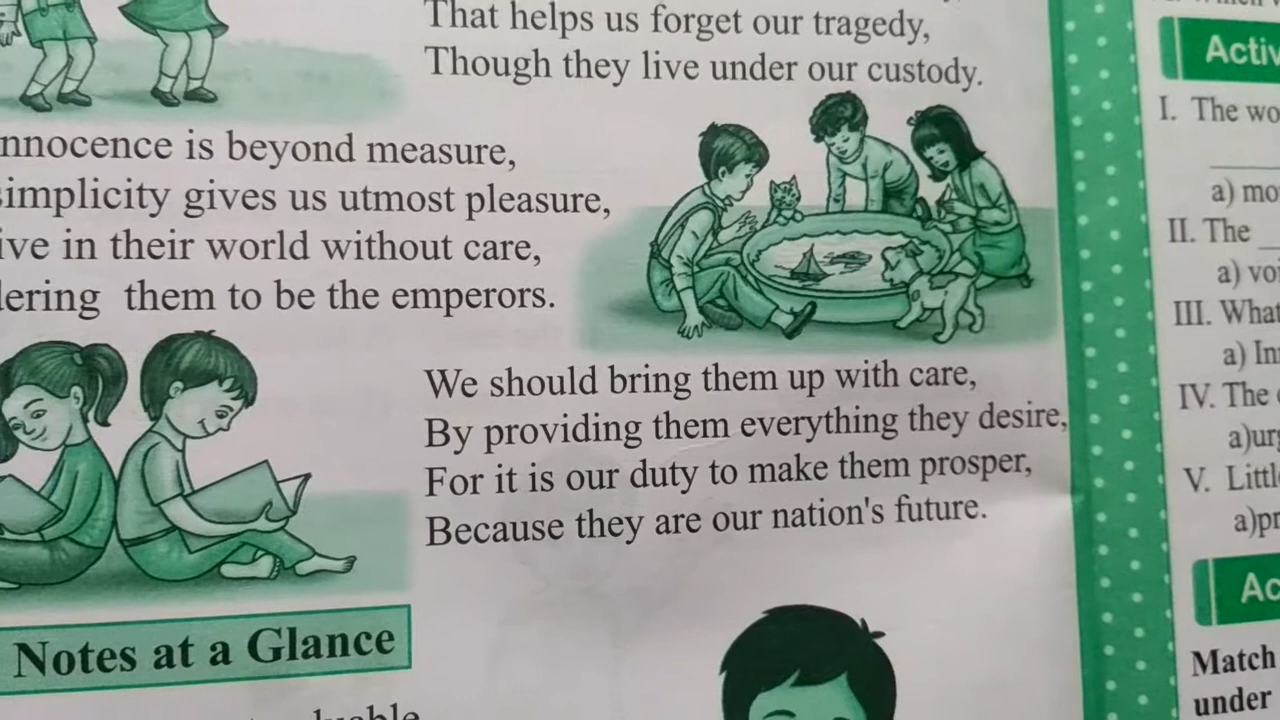 That helps us forget our tragedy,
Though they live under our custody.
nnocence is beyond measure,
simplicity gives us utmost pleasure,
ive in their world without care,
dering them to be the emperors.
We should bring them up with care,
By providing them everything they desire,
For it is our duty to make them prosper,
Because they are our nation's future.
Notes at a Glance
Activ
I. The wo
a) mo
II. The
a) voi
III. What
a) In
IV. The
a)urg
V. Littl
a)pr
Ac
Match
under